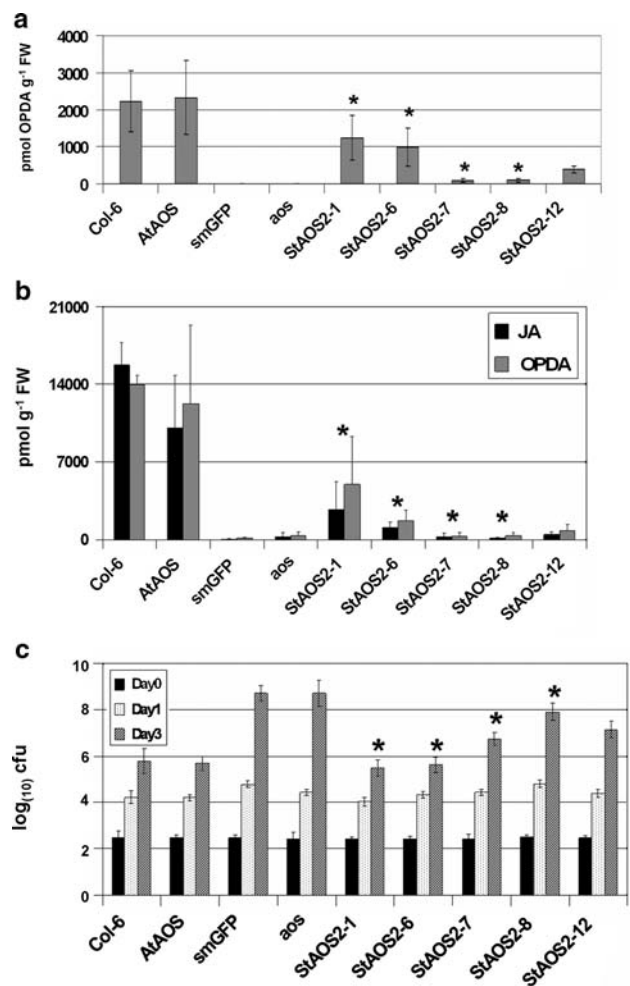 a
pmol OPDA g⁻¹ FW
4000
3000
2000
1000
0
* * * *
Col-6 AtAOS smGFP aos StAOS2-1 StAOS2-6 StAOS2-7 StAOS2-8 StAOS2-12
b
pmol g⁻¹ FW
21000
14000
7000
0
JA
OPDA
* * * *
Col-6 AtAOS smGFP aos StAOS2-1 StAOS2-6 StAOS2-7 StAOS2-8 StAOS2-12
c
log(10) cfu
10
8
6
4
2
0
Day0
Day1
Day3
* * * *
Col-6 AtAOS smGFP aos StAOS2-1 StAOS2-6 StAOS2-7 StAOS2-8 StAOS2-12